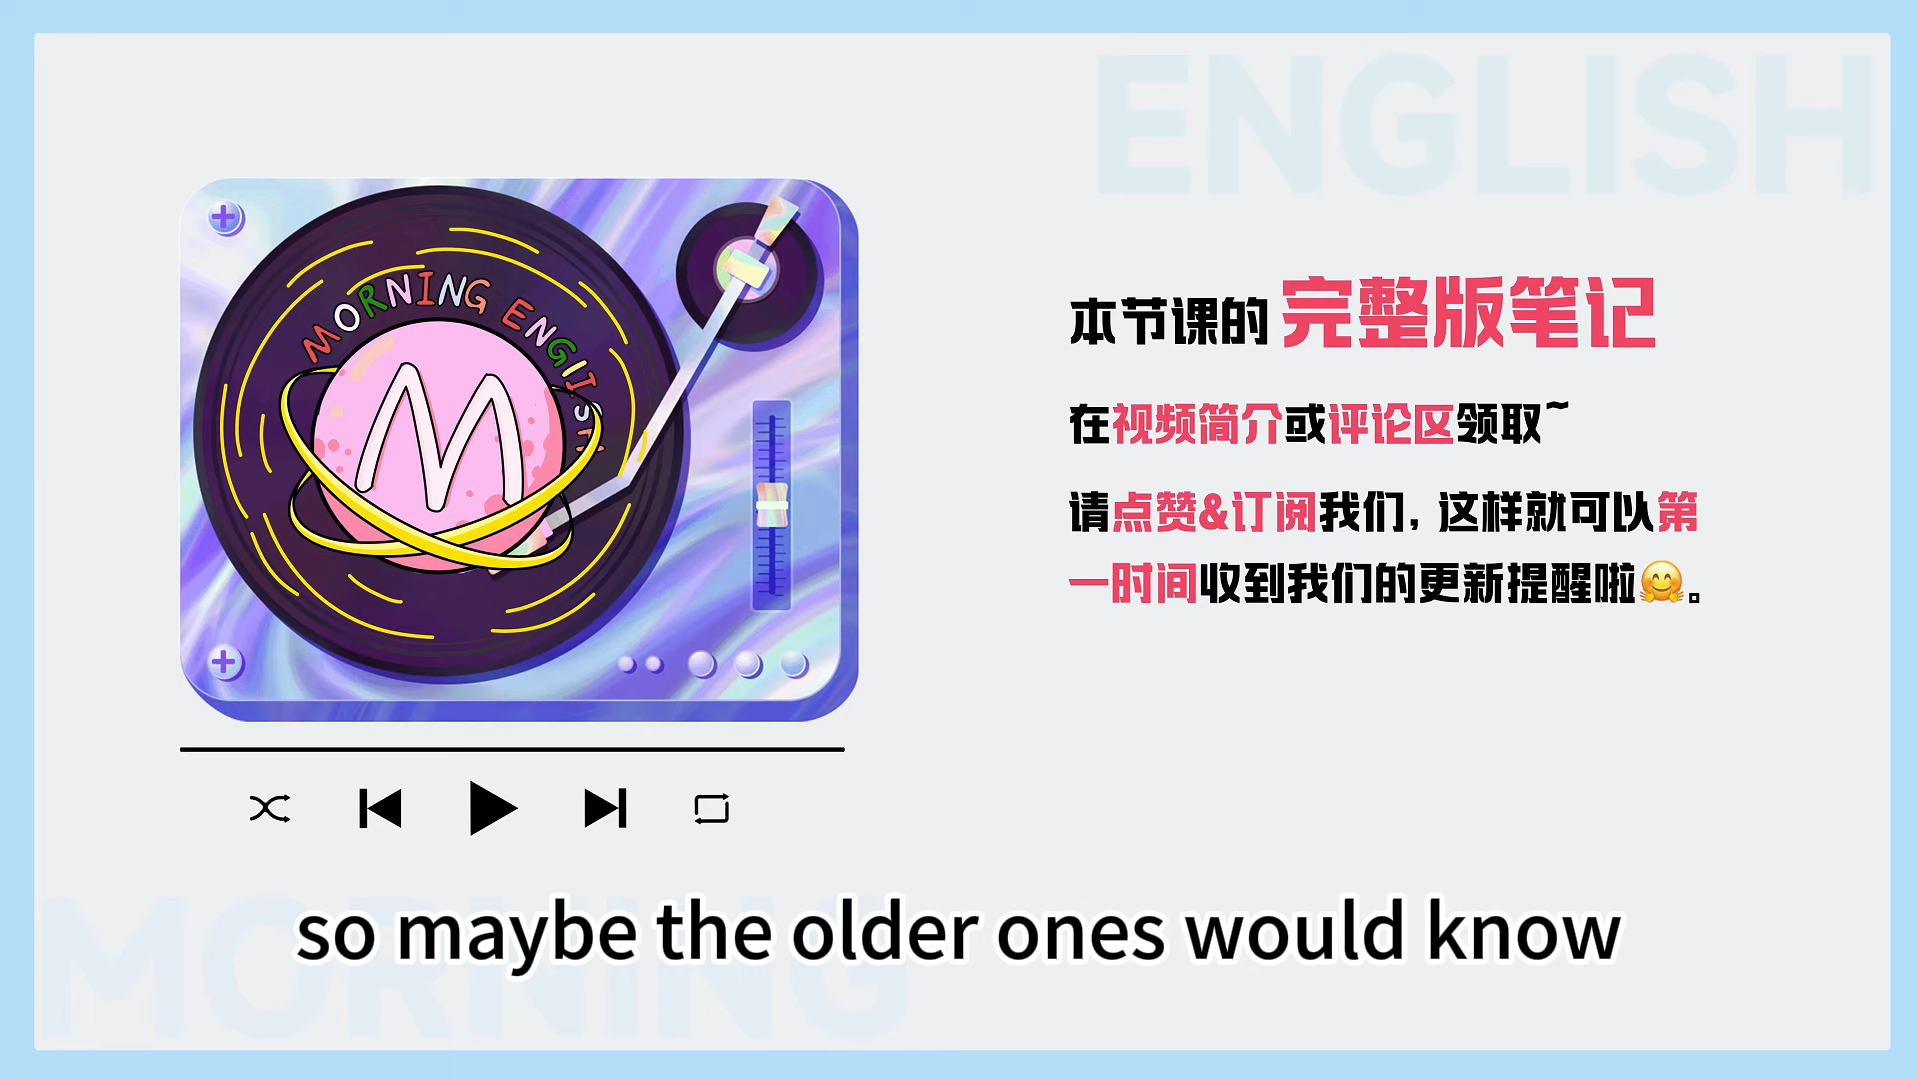 ENGLISH
MORNING ENGLISH
M
本节课的完整版笔记
在视频简介或评论区领取~
请点赞&订阅我们,这样就可以第
一时间收到我们的更新提醒啦🤗。
MORNING
so maybe the older ones would know